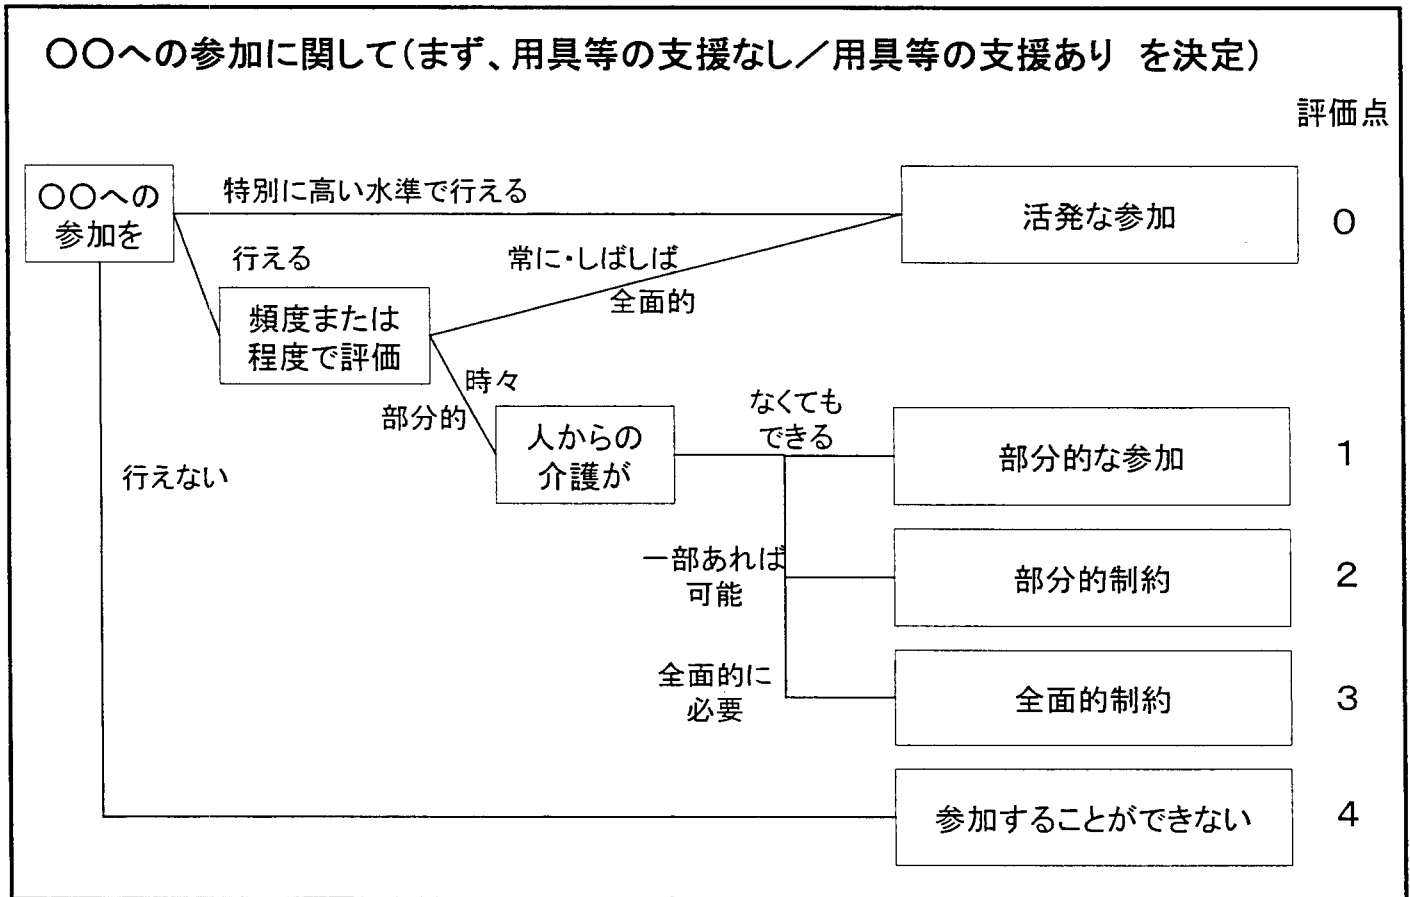 〇〇への参加に関して(まず、用具等の支援なし／用具等の支援あり を決定)
評価点
〇〇への
参加を
特別に高い水準で行える
活発な参加
0
行える
常に・しばしば
全面的
頻度または
程度で評価
時々
部分的
人からの
介護が
なくても
できる
部分的な参加
1
行えない
一部あれば
可能
部分的制約
2
全面的に
必要
全面的制約
3
参加することができない
4